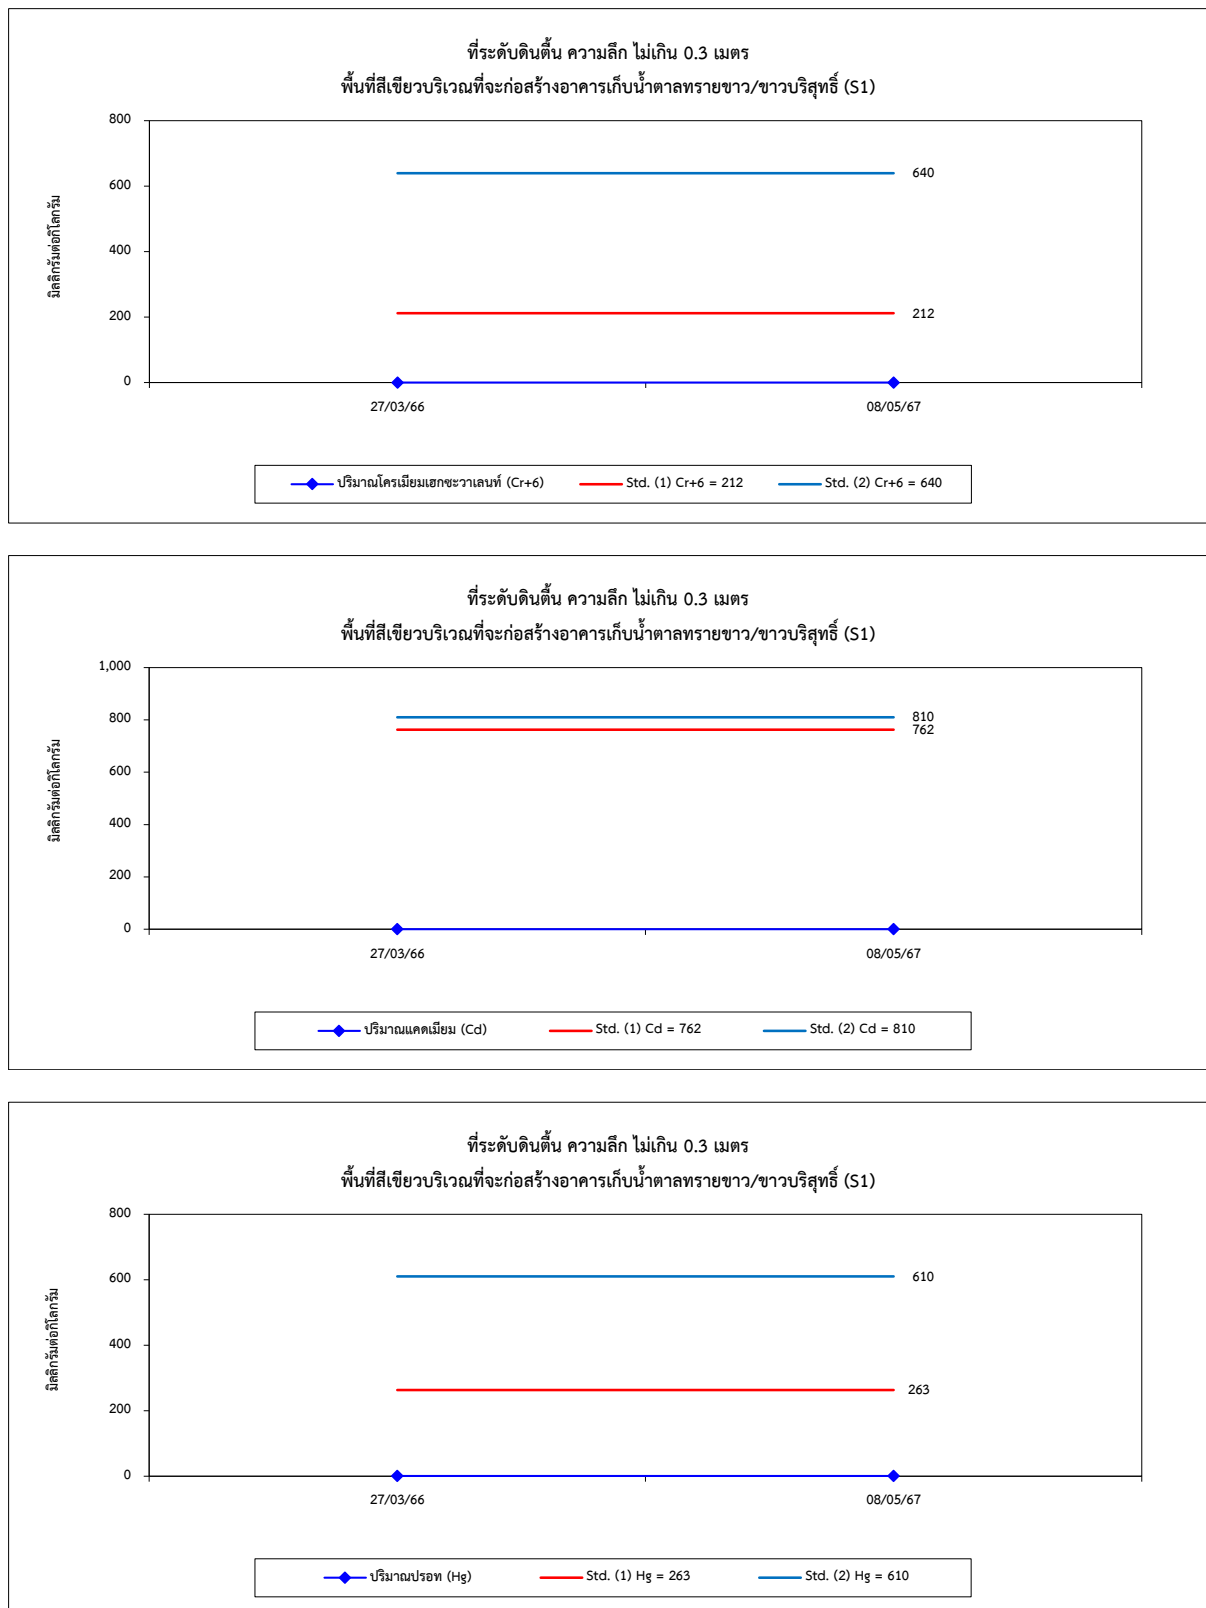 ที่ระดับดินตื้น ความลึก ไม่เกิน 0.3 เมตร
พื้นที่สีเขียวบริเวณที่จะก่อสร้างอาคารเก็บน้ำตาลทรายขาว/ขาวบริสุทธิ์ (S1)
มิลลิกรัมต่อกิโลกรัม
800
600
400
200
0
640
212
27/03/66
08/05/67
ปริมาณโครเมียมเฮกซะวาเลนท์ (Cr+6)
Std. (1) Cr+6 = 212
Std. (2) Cr+6 = 640
ที่ระดับดินตื้น ความลึก ไม่เกิน 0.3 เมตร
พื้นที่สีเขียวบริเวณที่จะก่อสร้างอาคารเก็บน้ำตาลทรายขาว/ขาวบริสุทธิ์ (S1)
มิลลิกรัมต่อกิโลกรัม
1,000
800
600
400
200
0
810
762
27/03/66
08/05/67
ปริมาณแคดเมียม (Cd)
Std. (1) Cd = 762
Std. (2) Cd = 810
ที่ระดับดินตื้น ความลึก ไม่เกิน 0.3 เมตร
พื้นที่สีเขียวบริเวณที่จะก่อสร้างอาคารเก็บน้ำตาลทรายขาว/ขาวบริสุทธิ์ (S1)
มิลลิกรัมต่อกิโลกรัม
800
600
400
200
0
610
263
27/03/66
08/05/67
ปริมาณปรอท (Hg)
Std. (1) Hg = 263
Std. (2) Hg = 610